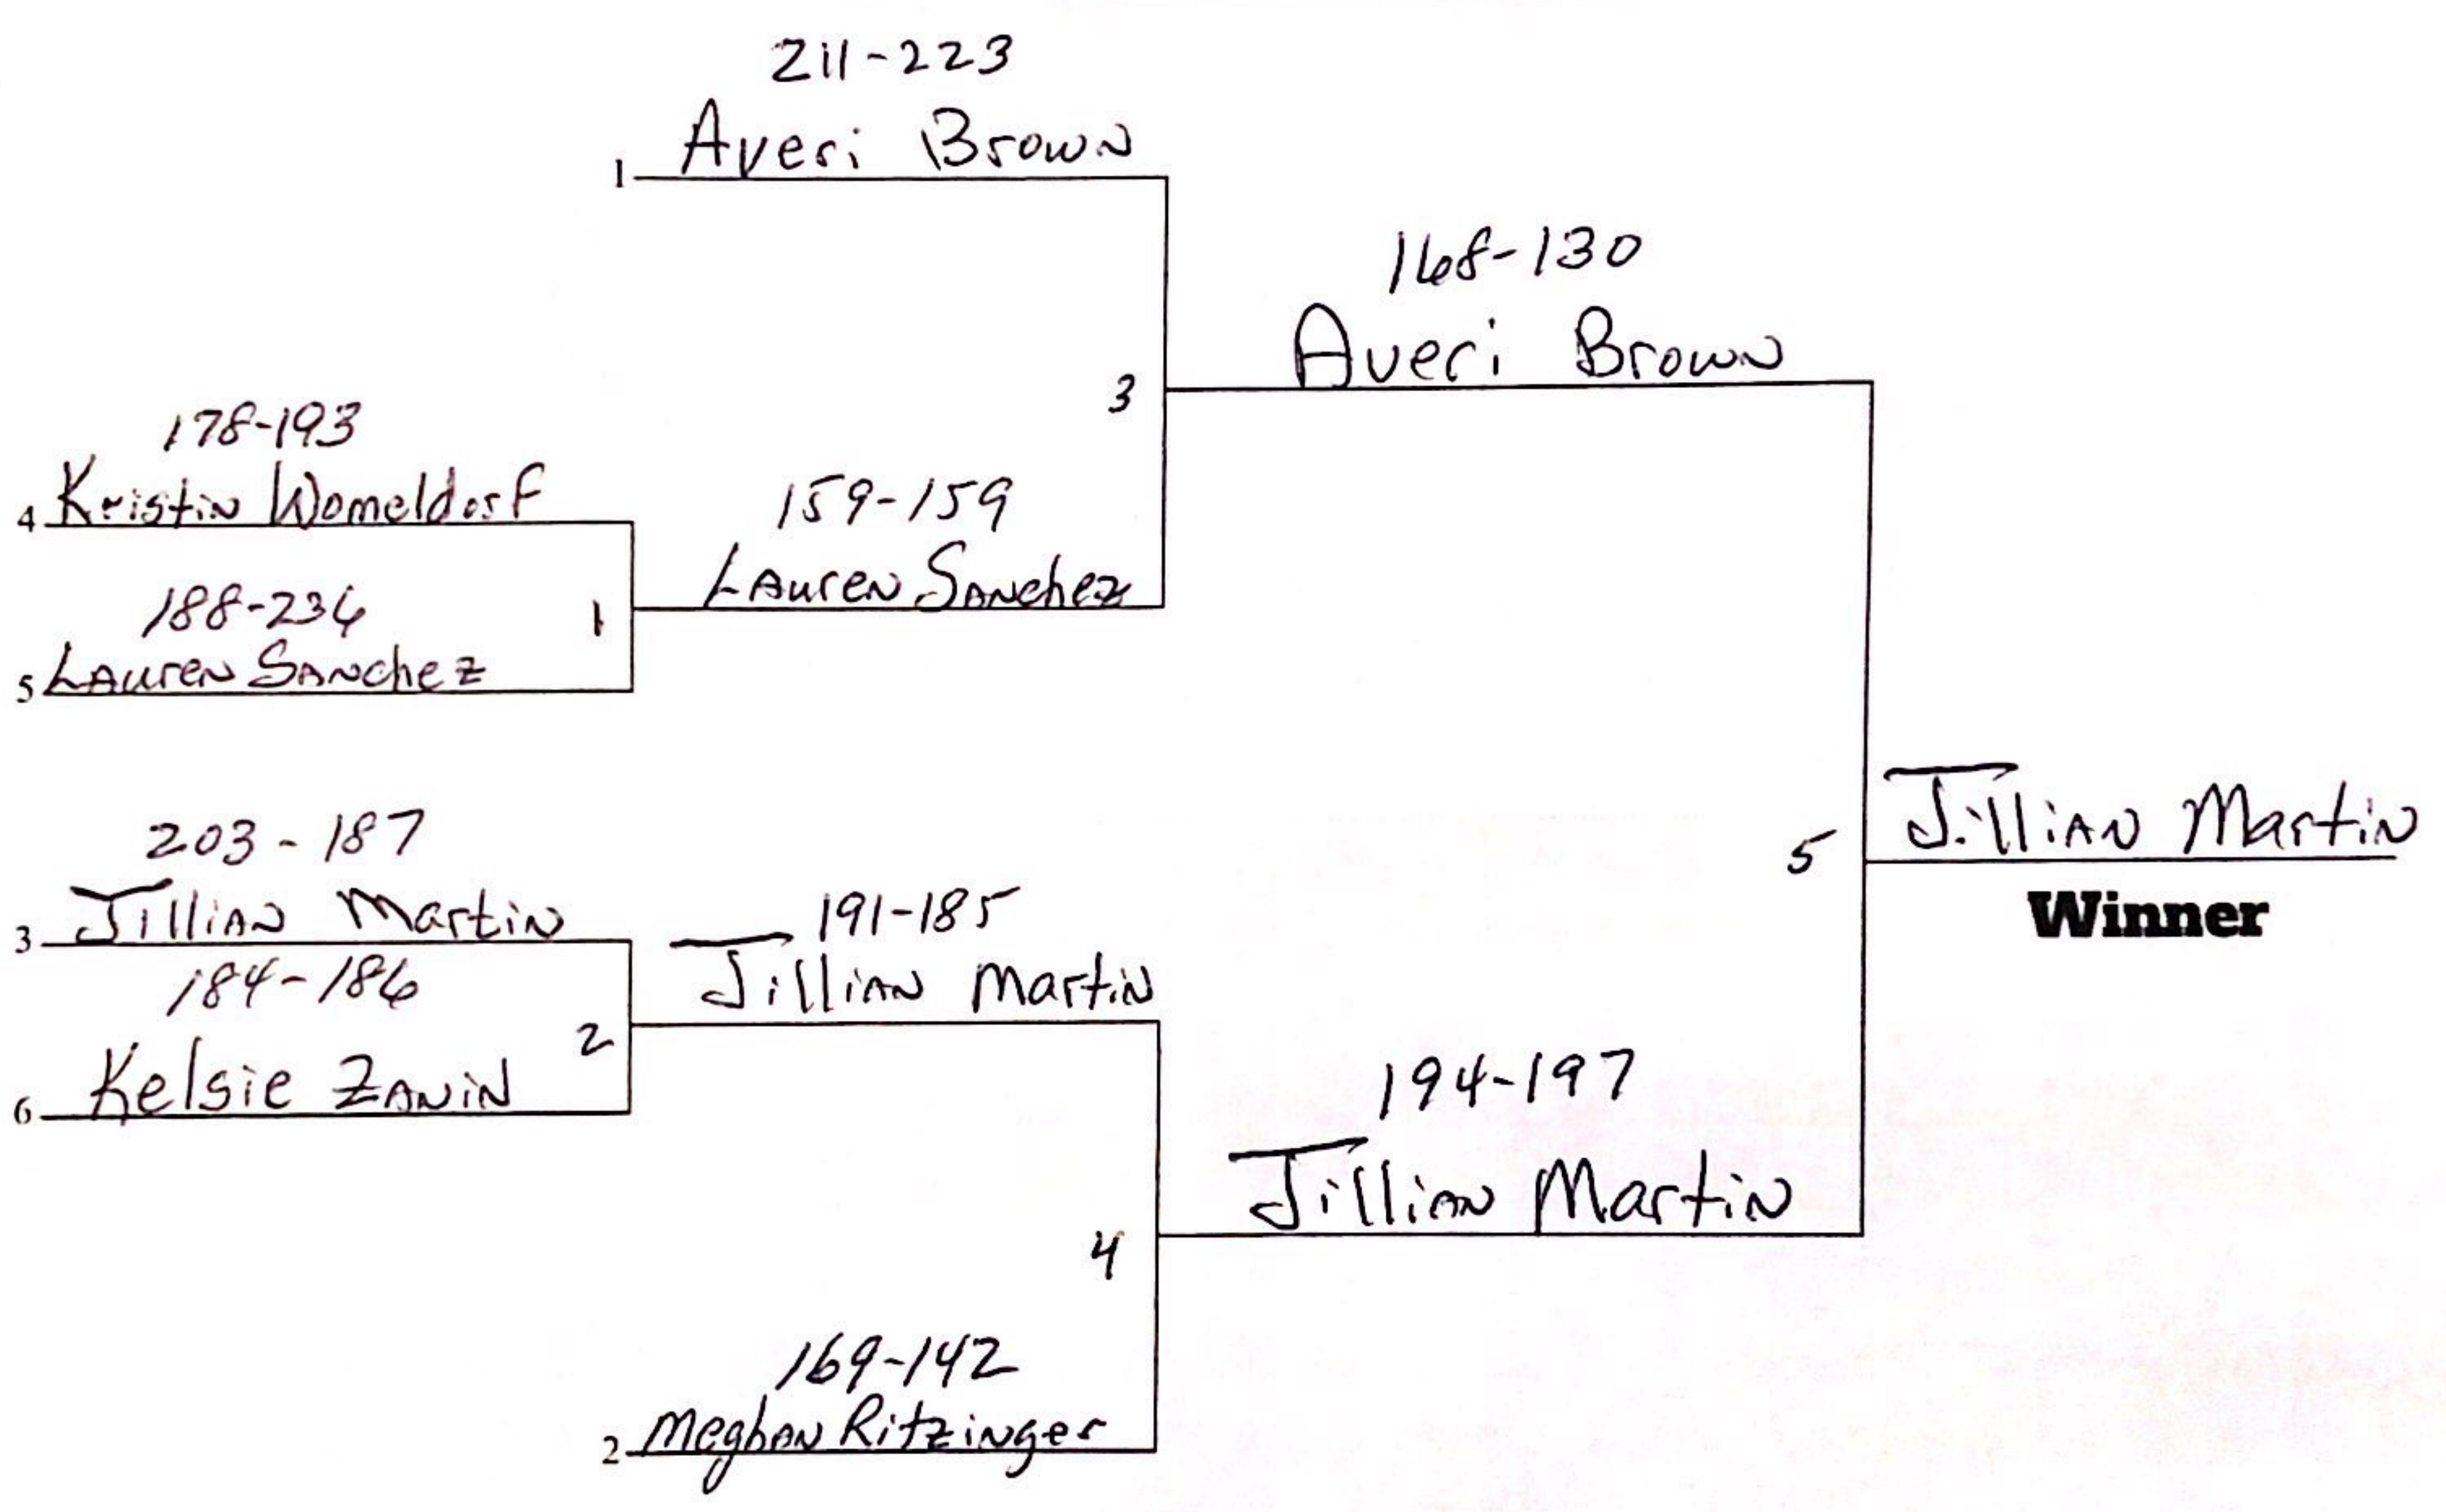 211-223
1 Averi Brown
168-130
3 Averi Brown
178-193
4 Kristin Womeldorf
159-159
188-236
1 Lauren Sanchez
5 Lauren Sanchez
5 Jillian Martin
Winner
203-187
3 Jillian Martin
191-185
184-186
2 Jillian Martin
6 Kelsie Zanin
194-197
4 Jillian Martin
169-142
2 Meghan Ritzinger